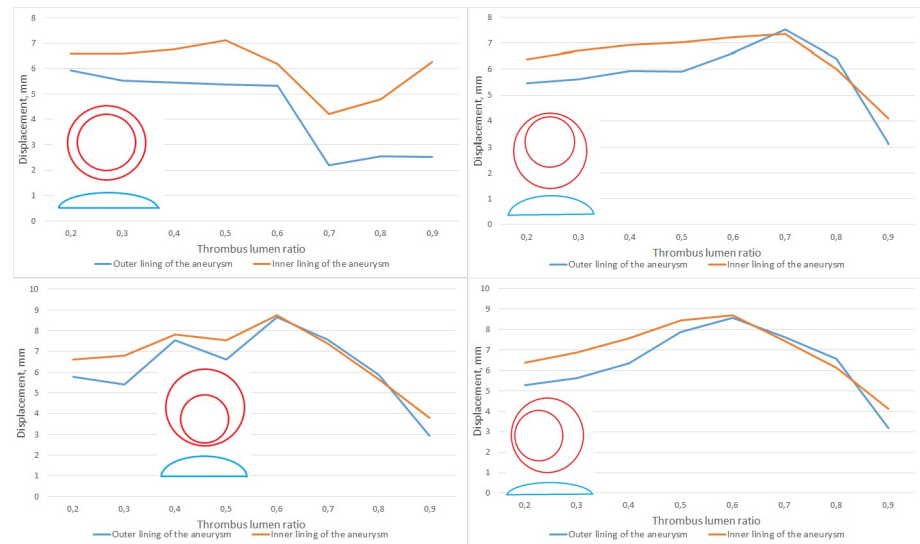 8
7
6
5
4
3
2
1
0
Displacement, mm
0,2 0,3 0,4 0,5 0,6 0,7 0,8 0,9
Thrombus lumen ratio
Outer lining of the aneurysm Inner lining of the aneurysm
8
7
6
5
4
3
2
1
0
Displacement, mm
0,2 0,3 0,4 0,5 0,6 0,7 0,8 0,9
Thrombus lumen ratio
Outer lining of the aneurysm Inner lining of the aneurysm
10
9
8
7
6
5
4
3
2
1
0
Displacement, mm
0,2 0,3 0,4 0,5 0,6 0,7 0,8 0,9
Thrombus lumen ratio
Outer lining of the aneurysm Inner lining of the aneurysm
10
9
8
7
6
5
4
3
2
1
0
Displacement, mm
0,2 0,3 0,4 0,5 0,6 0,7 0,8 0,9
Thrombus lumen ratio
Outer lining of the aneurysm Inner lining of the aneurysm